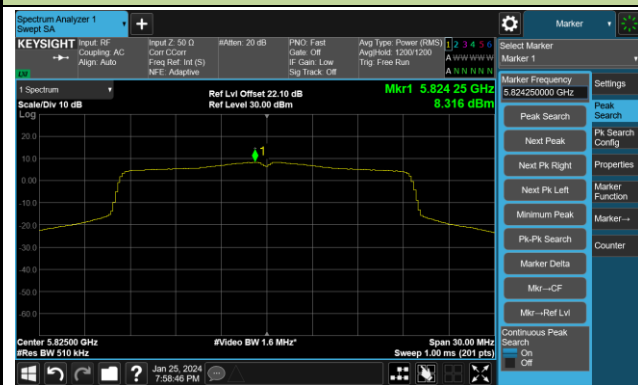 Spectrum Analyzer 1
Swept SA
Marker
KEYSIGHT
Input: RF
Coupling: AC
Align: Auto
Input Z: 50 Ω
Corr CCorr
Freq Ref: Int (S)
NFE: Adaptive
#Atten: 20 dB
PNO: Fast
Gate: Off
IF Gain: Low
Sig Track: Off
Avg Type: Power (RMS)
Avg|Hold: 1200/1200
Trig: Free Run
1 2 3 4 5 6
A W W W W W
A N N N N N
Select Marker
Marker 1
1 Spectrum
Scale/Div 10 dB
Log
Ref Lvl Offset 22.10 dB
Ref Level 30.00 dBm
Mkr1 5.824 25 GHz
8.316 dBm
20.0
10.0
0.00
-10.0
-20.0
-30.0
-40.0
-50.0
-60.0
1
Center 5.82500 GHz
#Res BW 510 kHz
#Video BW 1.6 MHz*
Span 30.00 MHz
Sweep 1.00 ms (201 pts)
Marker Frequency
5.824250000 GHz
Peak Search
Next Peak
Next Pk Right
Next Pk Left
Minimum Peak
Pk-Pk Search
Marker Delta
Mkr→CF
Mkr→Ref Lvl
Continuous Peak
Search
On
Off
Settings
Peak
Search
Pk Search
Config
Properties
Marker
Function
Marker→
Counter
Jan 25, 2024
7:58:46 PM